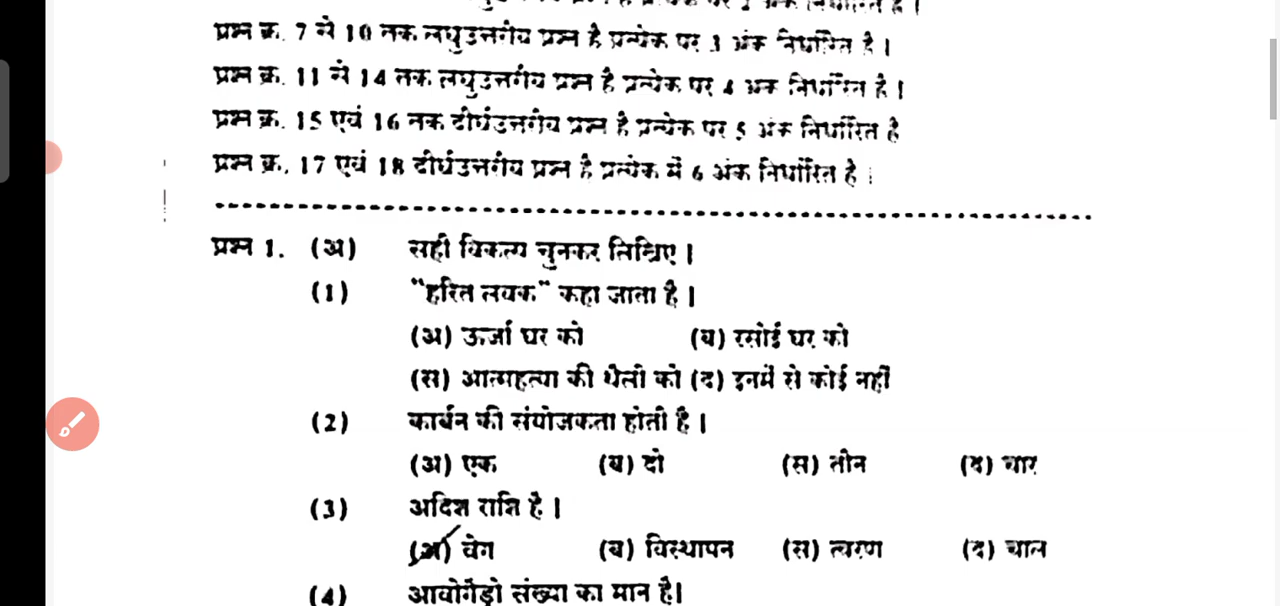 प्रश्न क्र. 7 से 10 तक लघुउत्तरीय प्रश्न है प्रत्येक पर 3 अंक निर्धारित है।
प्रश्न क्र. 11 से 14 तक लघुउत्तरीय प्रश्न है प्रत्येक पर 4 अंक निर्धारित है।
प्रश्न क्र. 15 एवं 16 तक दीर्घउत्तरीय प्रश्न है प्रत्येक पर 5 अंक निर्धारित है
प्रश्न क्र. 17 एवं 18 दीर्घउत्तरीय प्रश्न है प्रत्येक में 6 अंक निर्धारित है।
प्रश्न 1. (अ) सही विकल्प चुनकर लिखिए।
(1) "हरित लवक" कहा जाता है।
(अ) ऊर्जा घर को (ब) रसोई घर को
(स) आत्महत्या की थैली को (द) इनमें से कोई नहीं
(2) कार्बन की संयोजकता होती है।
(अ) एक (ब) दो (स) तीन (द) चार
(3) अदिश राशि है।
(अ) वेग (ब) विस्थापन (स) त्वरण (द) चाल
(4) आवोगैड्रो संख्या का मान है।